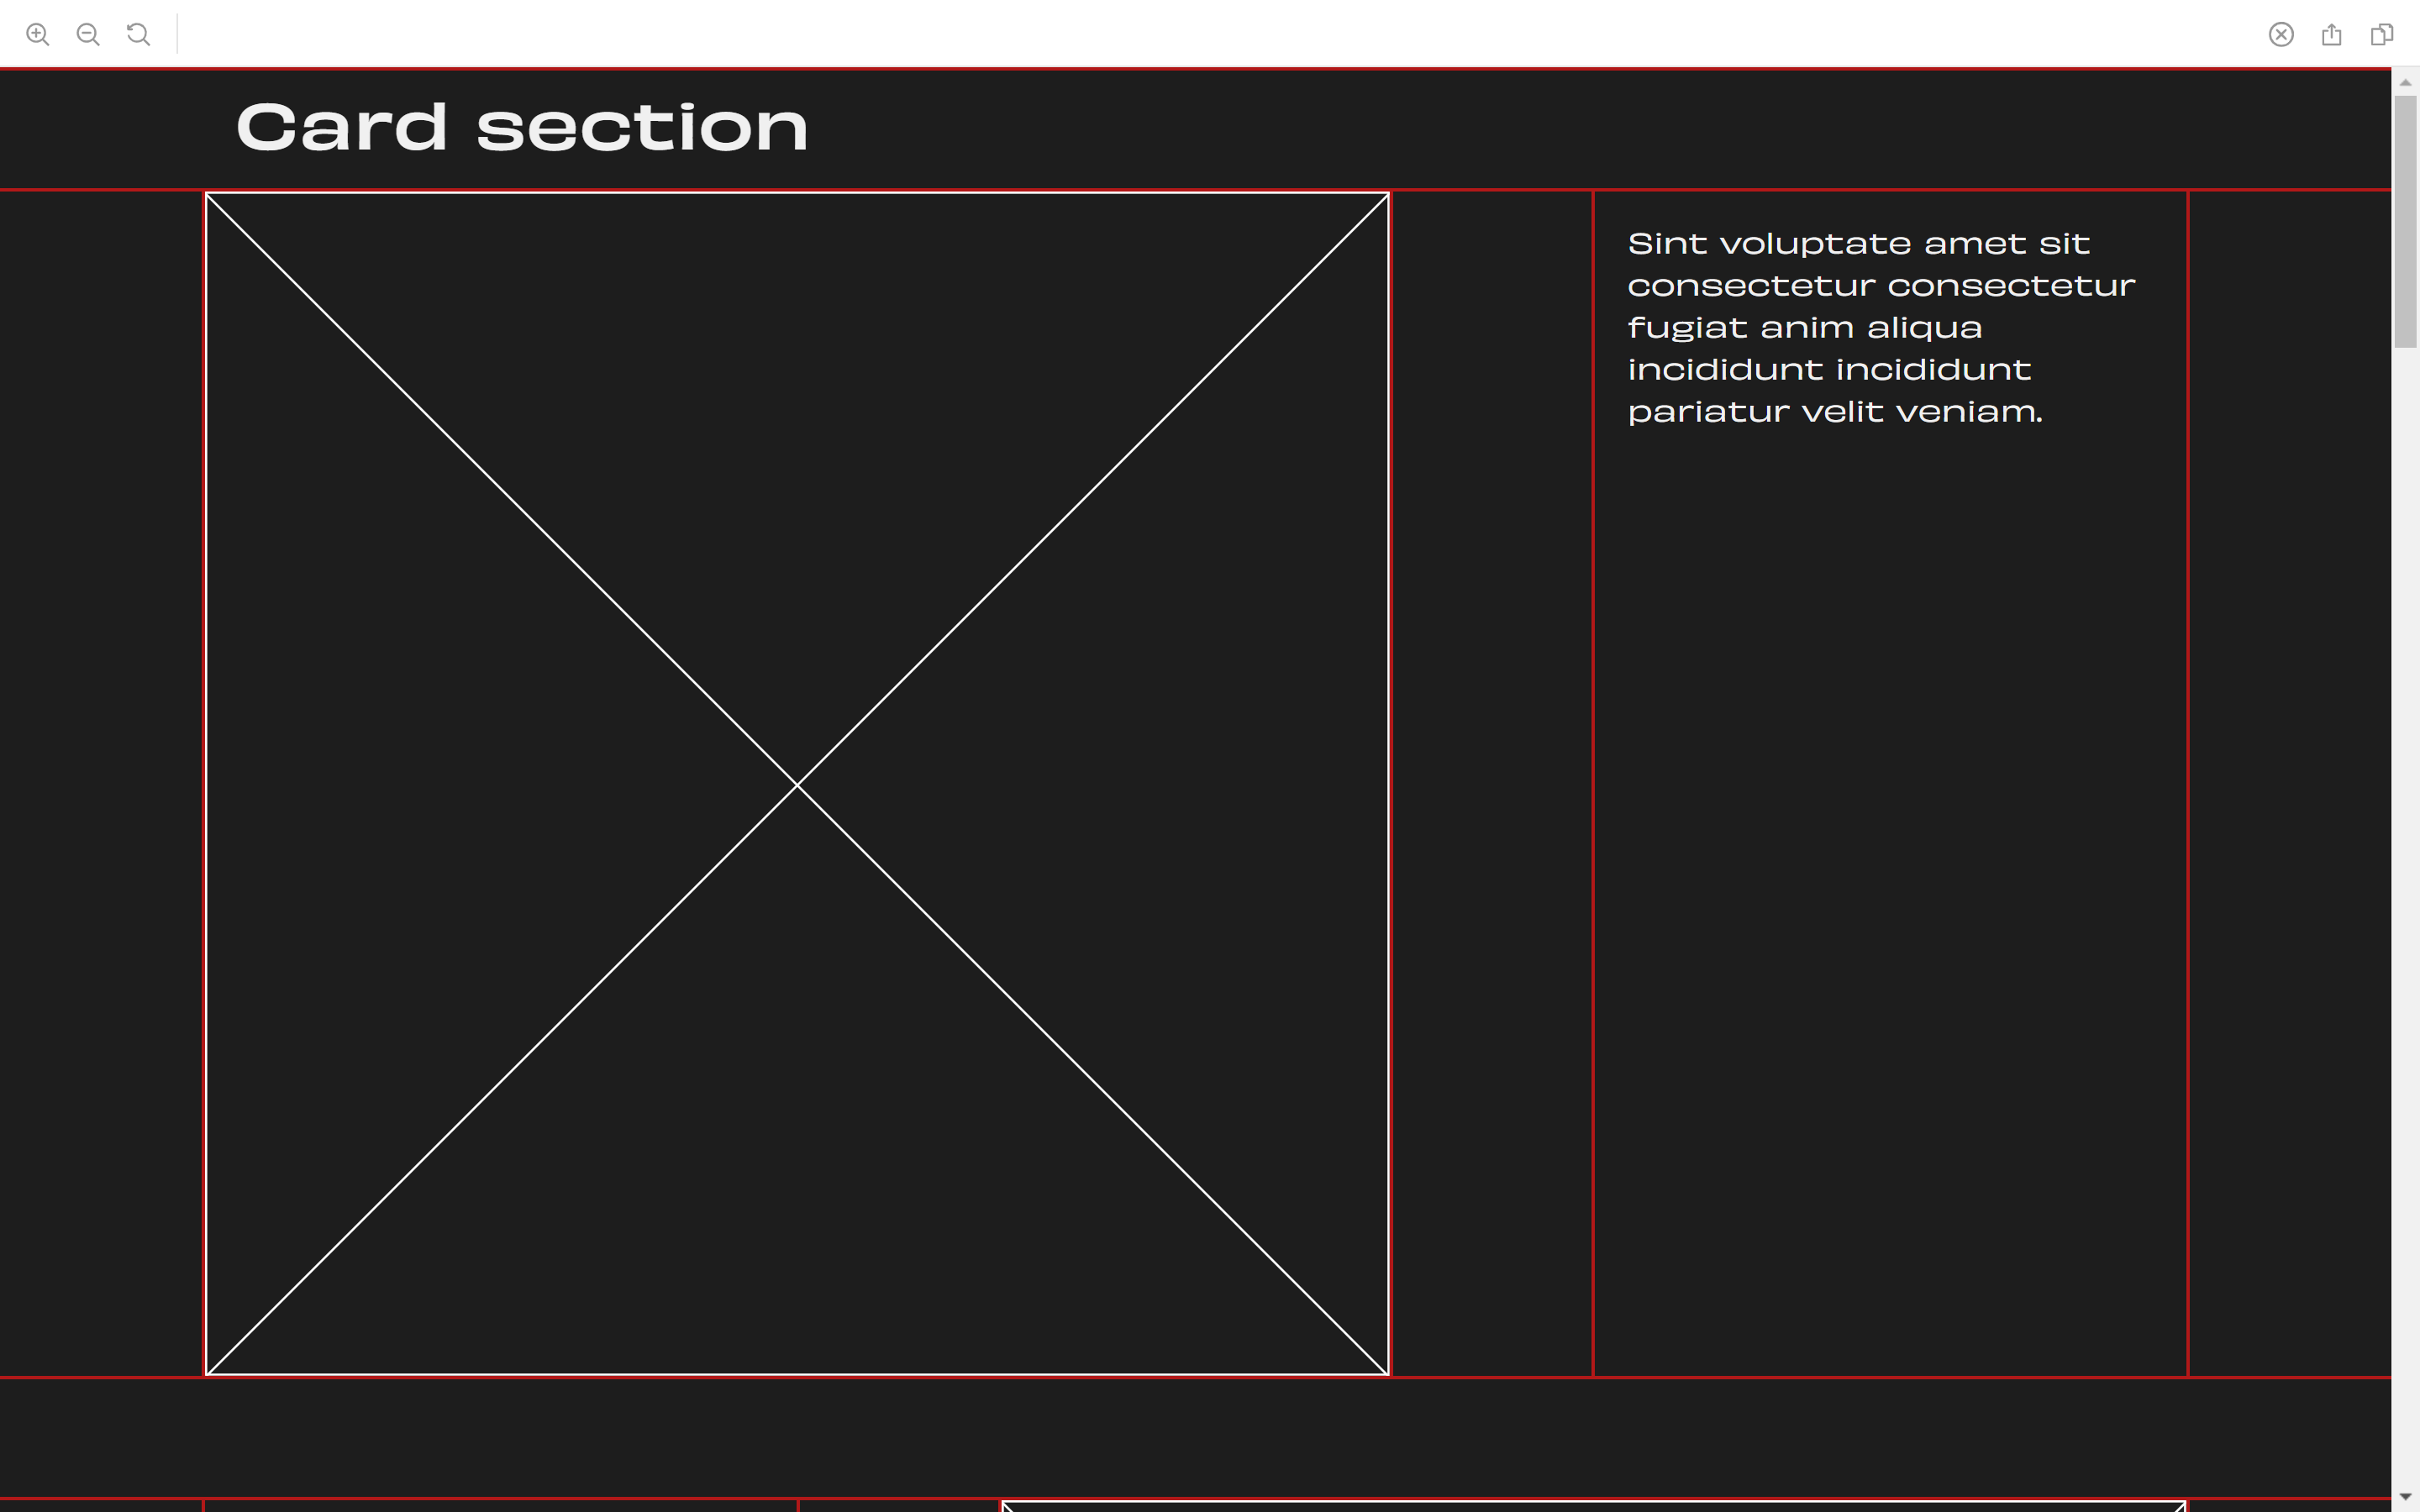 Card section
Sint voluptate amet sit
consectetur consectetur
fugiat anim aliqua
incididunt incididunt
pariatur velit veniam.